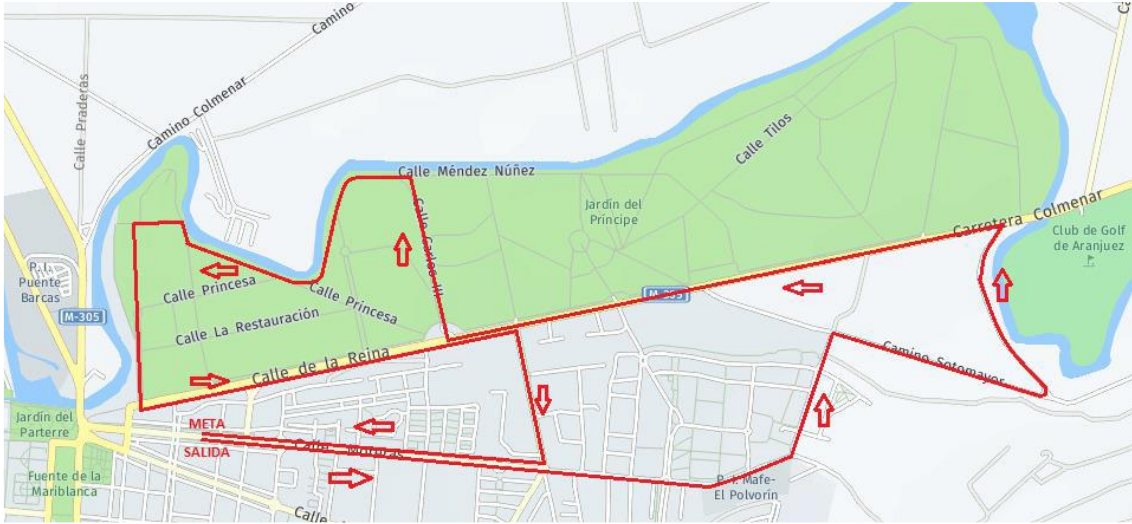 Camino
Camino Colmenar
Calle Praderas
Calle Méndez Núñez
Calle Tilos
Jardín del
Príncipe
Carretera Colmenar
Club de Golf
de Aranjuez
Calle Carlos III
P. I.
Puente
Barcas
M-305
Calle Princesa
Calle Princesa
Calle La Restauración
M-305
Calle de la Reina
Camino Sotomayor
Jardín del
Parterre
META
SALIDA
Calle
Fuente de la
Mariblanca
P. I. Mafe-
El Polvorín
Calle